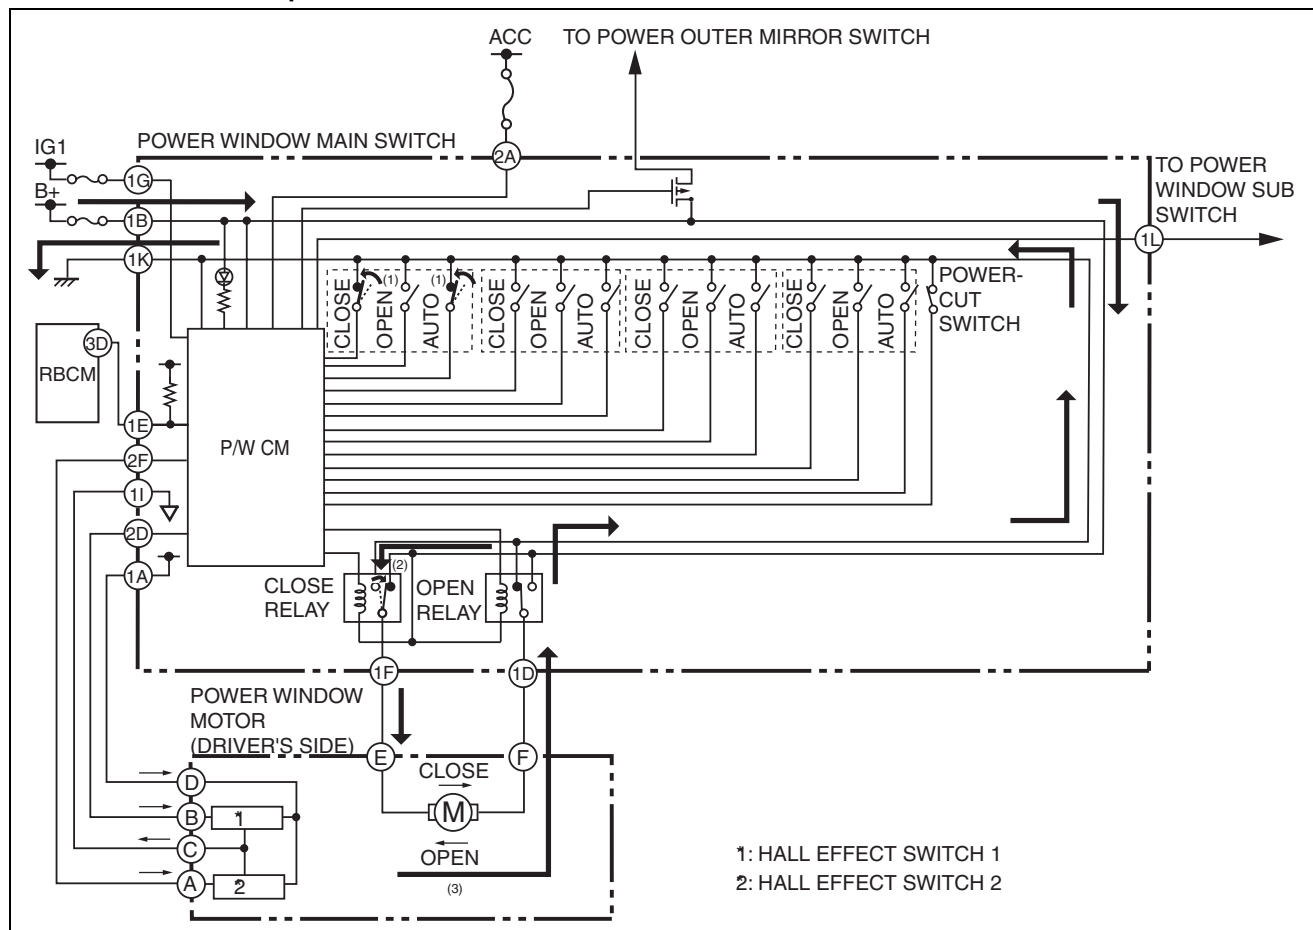 ACC
TO POWER OUTER MIRROR SWITCH
POWER WINDOW MAIN SWITCH
IG1
1G
2A
B+
1B
1K
TO POWER
WINDOW SUB
SWITCH
1L
CLOSE
(1)
OPEN
(1)
AUTO
CLOSE
OPEN
AUTO
CLOSE
OPEN
AUTO
CLOSE
OPEN
AUTO
POWER-
CUT
SWITCH
3D
RBCM
1E
P/W CM
2F
1I
2D
1A
CLOSE
RELAY
(2)
OPEN
RELAY
1F
1D
POWER WINDOW
MOTOR
(DRIVER'S SIDE)
E
F
CLOSE
M
OPEN
(3)
D
B
*1
C
A
*2
*1: HALL EFFECT SWITCH 1
*2: HALL EFFECT SWITCH 2